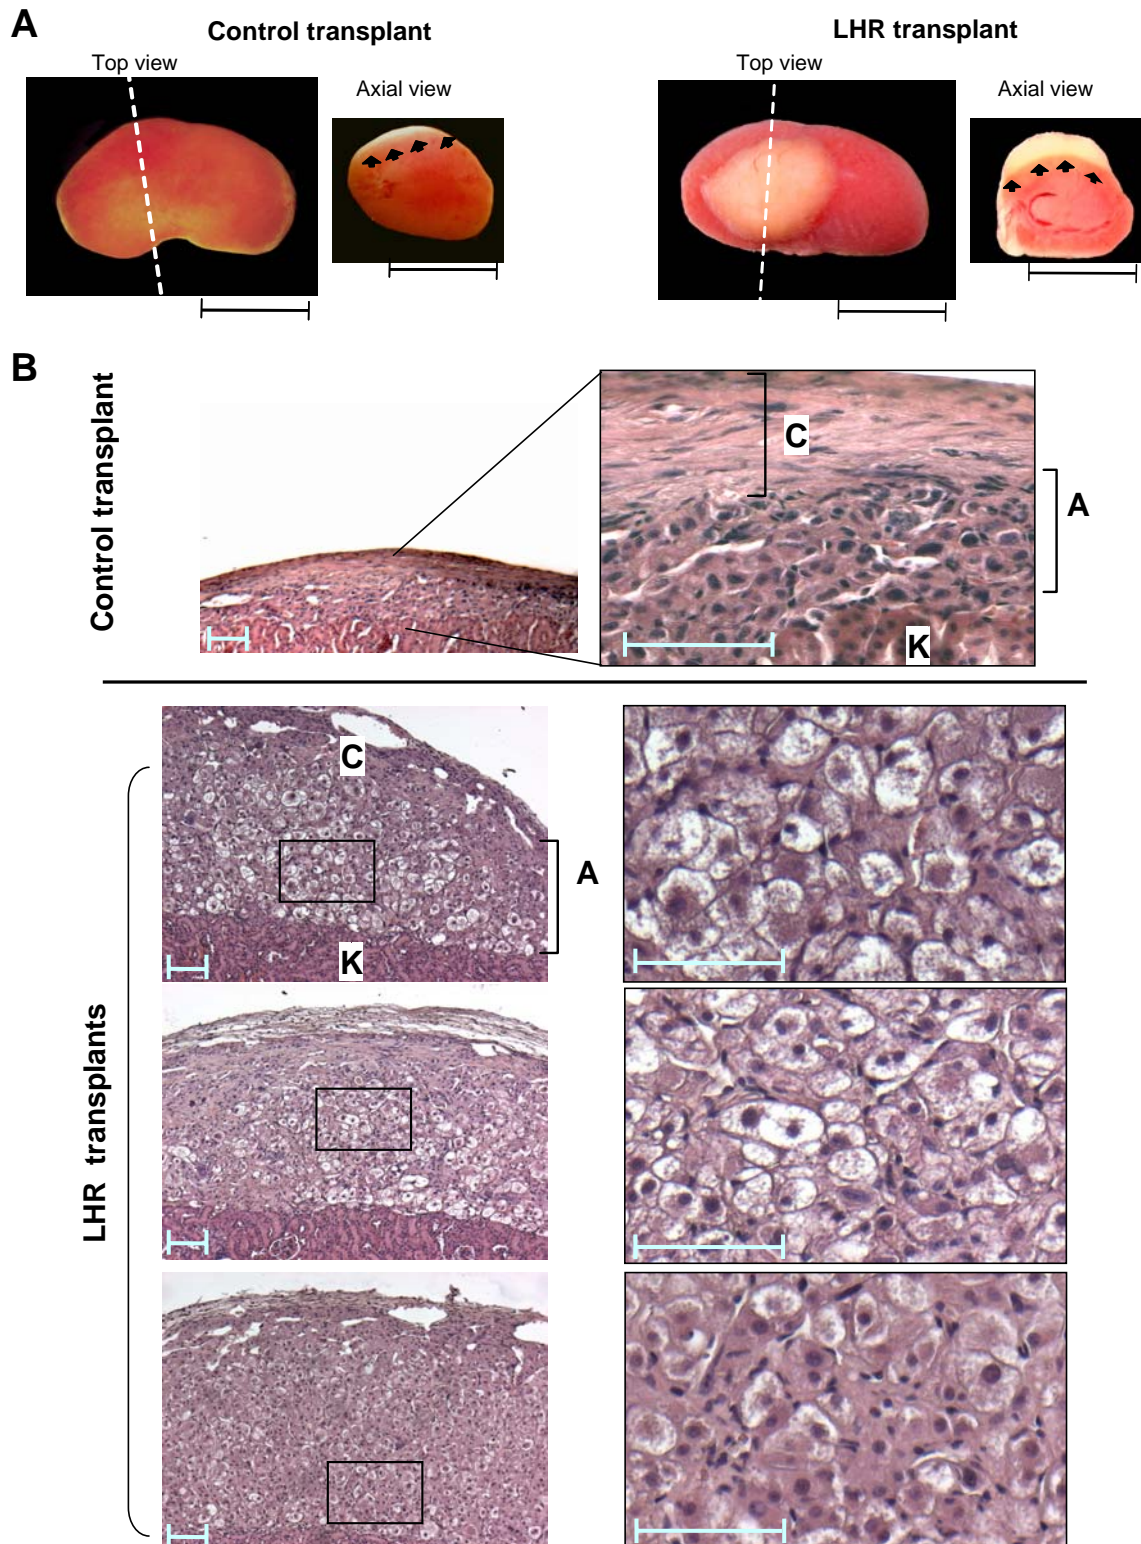 A
Control transplant
LHR transplant
Top view
Axial view
Top view
Axial view
B
Control transplant
C
A
K
LHR transplants
C
A
K